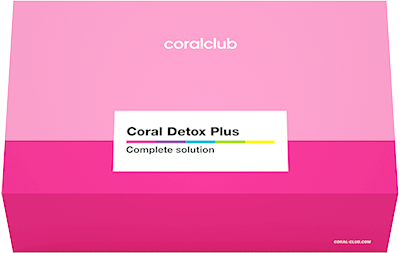 coralclub
Coral Detox Plus
Complete solution
CORAL-CLUB.COM